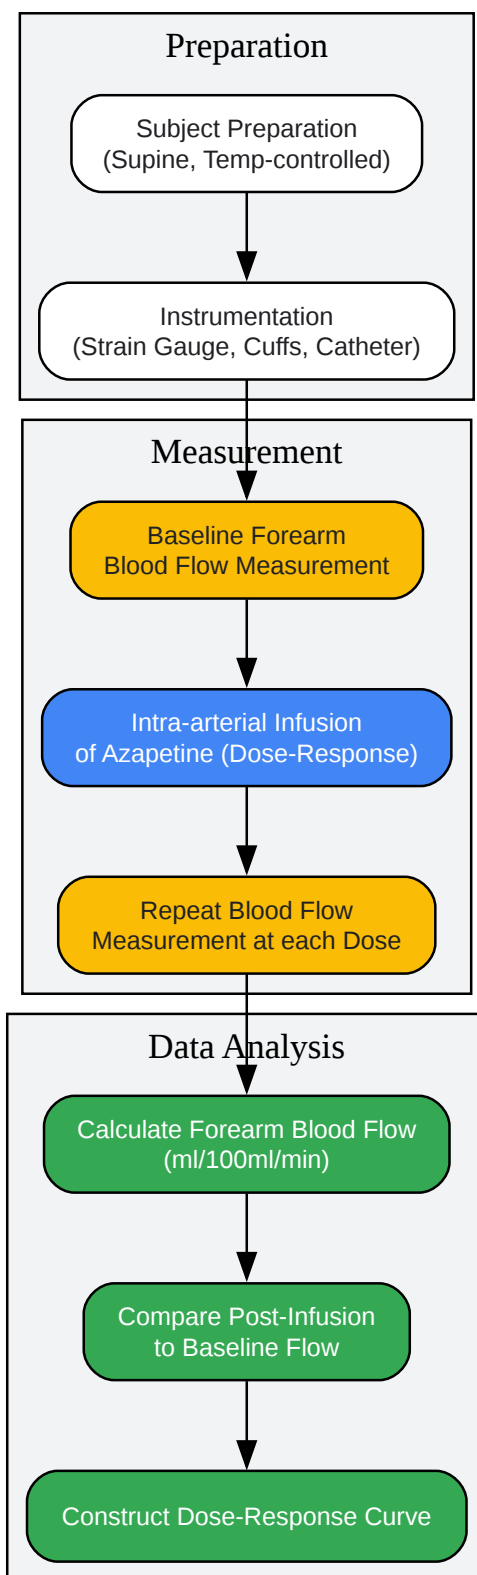 Preparation
Subject Preparation
(Supine, Temp-controlled)
Instrumentation
(Strain Gauge, Cuffs, Catheter)
Measurement
Baseline Forearm
Blood Flow Measurement
Intra-arterial Infusion
of Azapetine (Dose-Response)
Repeat Blood Flow
Measurement at each Dose
Data Analysis
Calculate Forearm Blood Flow
(ml/100ml/min)
Compare Post-Infusion
to Baseline Flow
Construct Dose-Response Curve